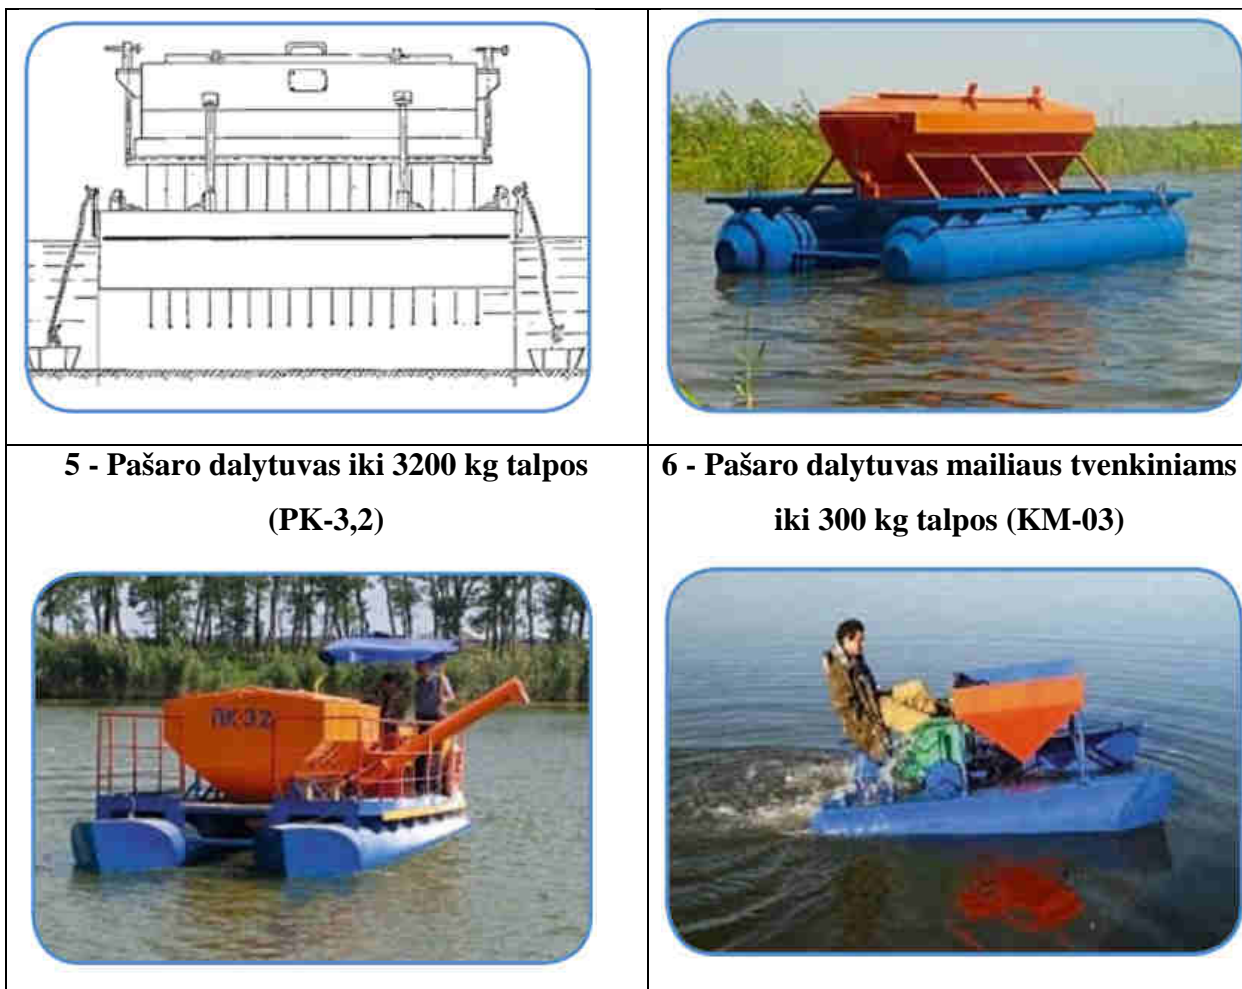 5 - Pašaro dalytuvas iki 3200 kg talpos
(PK-3,2)
6 - Pašaro dalytuvas mailiaus tvenkiniams
iki 300 kg talpos (KM-03)
ПК-3,2